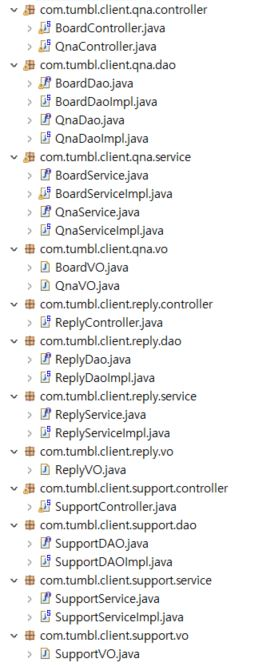 com.tumbl.client.qna.controller
BoardController.java
QnaController.java
com.tumbl.client.qna.dao
BoardDao.java
BoardDaoImpl.java
QnaDao.java
QnaDaoImpl.java
com.tumbl.client.qna.service
BoardService.java
BoardServiceImpl.java
QnaService.java
QnaServiceImpl.java
com.tumbl.client.qna.vo
BoardVO.java
QnaVO.java
com.tumbl.client.reply.controller
ReplyController.java
com.tumbl.client.reply.dao
ReplyDao.java
ReplyDaoImpl.java
com.tumbl.client.reply.service
ReplyService.java
ReplyServiceImpl.java
com.tumbl.client.reply.vo
ReplyVO.java
com.tumbl.client.support.controller
SupportController.java
com.tumbl.client.support.dao
SupportDAO.java
SupportDAOImpl.java
com.tumbl.client.support.service
SupportService.java
SupportServiceImpl.java
com.tumbl.client.support.vo
SupportVO.java